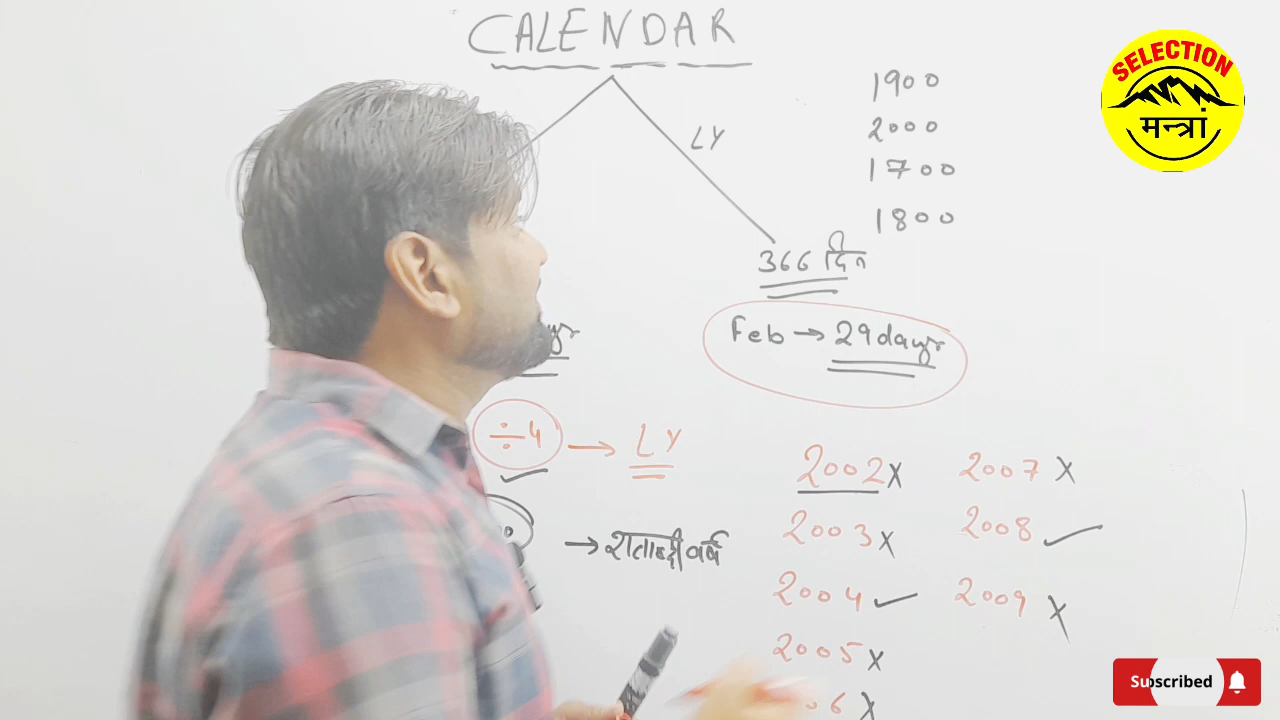 CALENDAR
LY
366 दिन
Feb → 29 days
1900
2000
1700
1800
÷4 → LY
→ शताब्दी वर्ष
2002 X
2003 X
2004 ✓
2005 X
6 X
2007 X
2008 ✓
2009 X
SELECTION
मन्त्रां
Subscribed